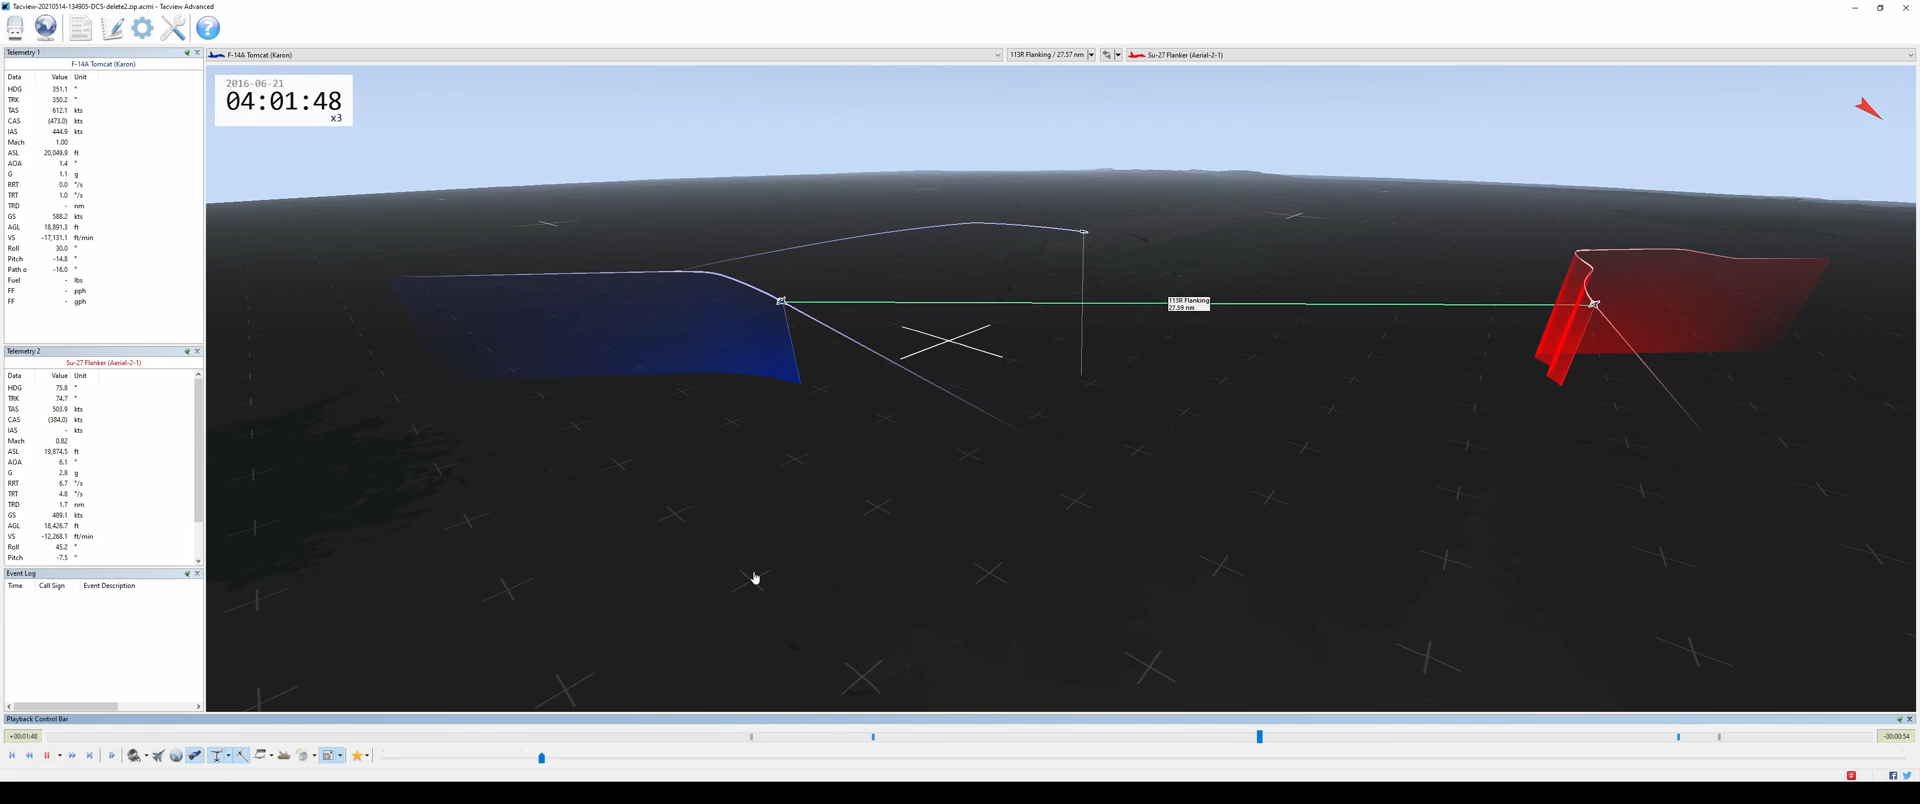 Tacview-20210514-134905-DCS-delete2.zip.acmi - Tacview Advanced
Telemetry 1
F-14A Tomcat (Karon)
Data Value Unit
HDG 351.1 °
TRK 350.2 °
TAS 612.1 kts
CAS (473.0) kts
IAS 444.9 kts
Mach 1.00
ASL 20,049.9 ft
AOA 1.4 °
G 1.1 g
RRT 0.0 °/s
TRT 1.0 °/s
TRD - nm
GS 588.2 kts
AGL 18,891.3 ft
VS -17,131.1 ft/min
Roll 30.0 °
Pitch -14.8 °
Path α -16.0 °
Fuel - lbs
FF - pph
FF - gph
Telemetry 2
Su-27 Flanker (Aerial-2-1)
Data Value Unit
HDG 75.8 °
TRK 74.7 °
TAS 503.9 kts
CAS (384.0) kts
IAS - kts
Mach 0.82
ASL 19,874.5 ft
AOA 6.1 °
G 2.8 g
RRT 6.7 °/s
TRT 4.8 °/s
TRD 1.7 nm
GS 489.1 kts
AGL 18,426.7 ft
VS -12,268.1 ft/min
Roll 45.2 °
Pitch -7.5 °
Event Log
Time Call Sign Event Description
F-14A Tomcat (Karon)
113R Flanking / 27.57 nm
Su-27 Flanker (Aerial-2-1)
2016-06-21
04:01:48
x3
113R Flanking
27.59 nm
Playback Control Bar
+00:01:48
-00:00:54